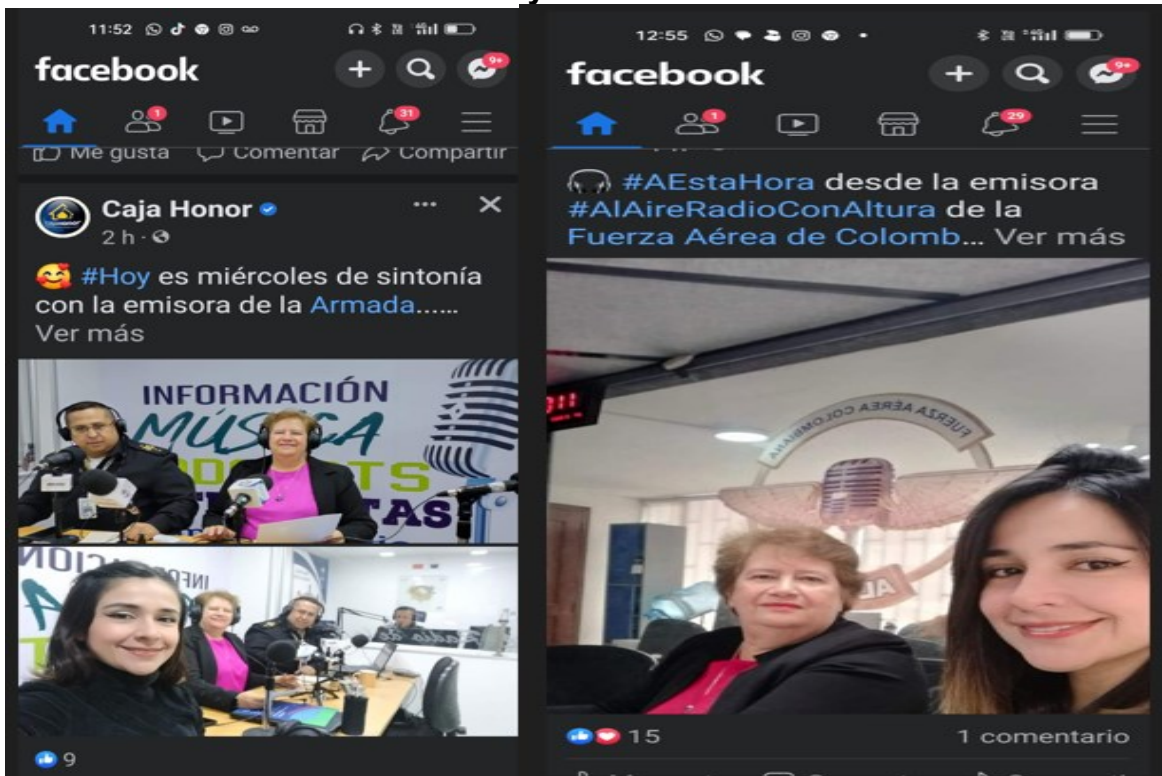 y
11:52
facebook
+
9+
1
31
Me gusta Comentar Compartir
Caja Honor
2 h
#Hoy es miércoles de sintonía
con la emisora de la Armada......
Ver más
INFORMACIÓN
MÚSICA
TAS
9
12:55
facebook
+
9+
1
29
#AEstaHora desde la emisora
#AlAireRadioConAltura de la
Fuerza Aérea de Colomb... Ver más
FUERZA AÉREA COLOMBIANA
15 1 comentario